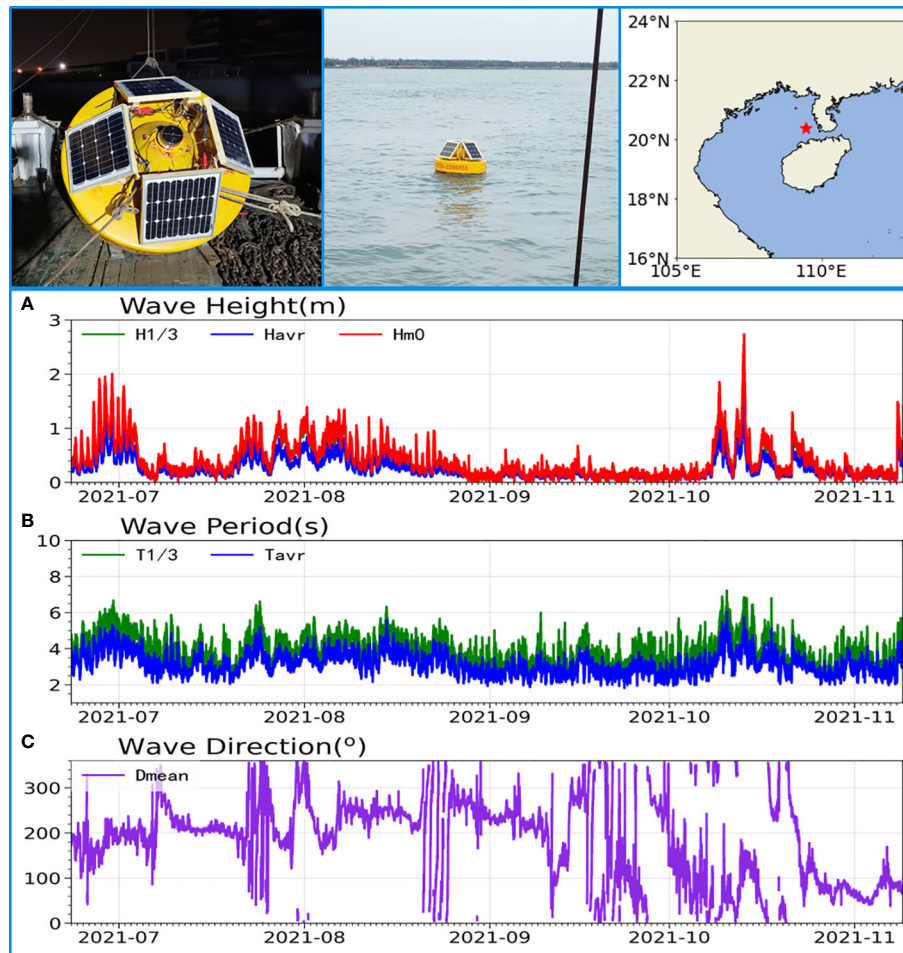 24°N
22°N
20°N
18°N
16°N
105°E 110°E
A Wave Height(m)
H1/3 Havr Hm0
3
2
1
0
2021-07 2021-08 2021-09 2021-10 2021-11
B Wave Period(s)
T1/3 Tavr
10
8
6
4
2
2021-07 2021-08 2021-09 2021-10 2021-11
C Wave Direction(º)
Dmean
300
200
100
0
2021-07 2021-08 2021-09 2021-10 2021-11